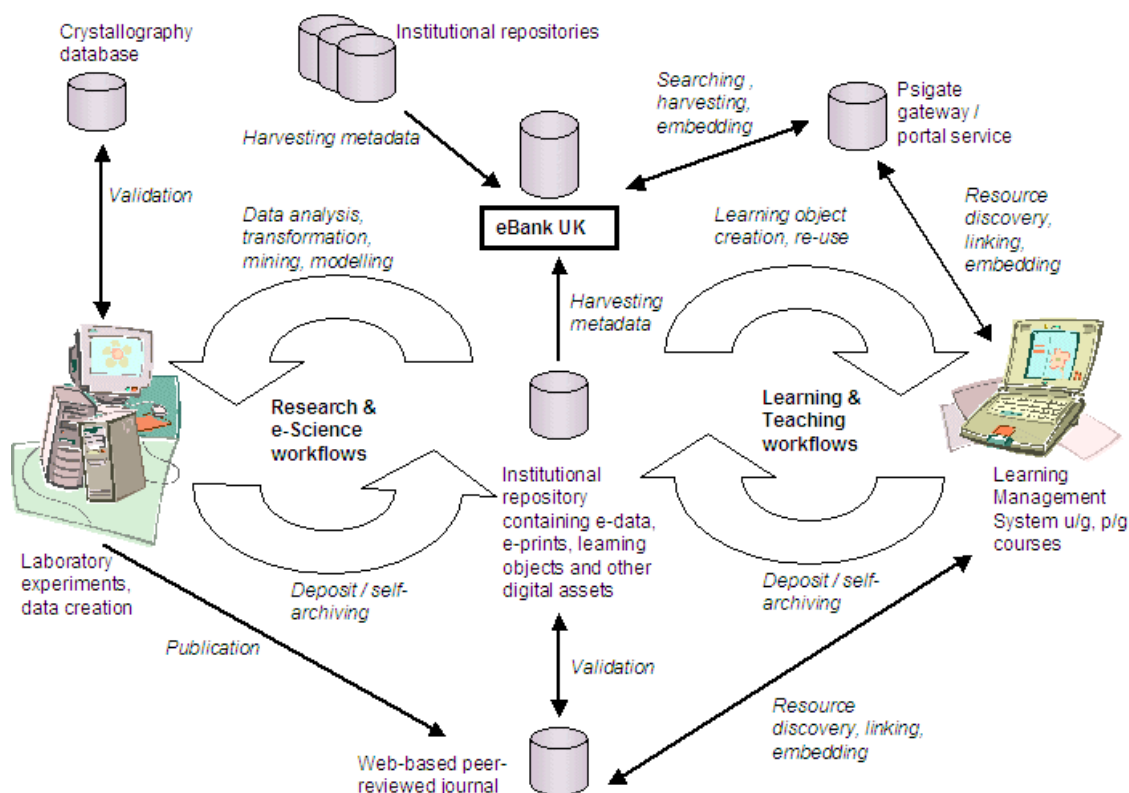 Crystallography
database
Institutional repositories
Searching ,
harvesting,
embedding
Psigate
gateway /
portal service
Harvesting metadata
Validation
eBank UK
Data analysis,
transformation,
mining, modelling
Learning object
creation, re-use
Resource
discovery,
linking,
embedding
Harvesting
metadata
Research &
e-Science
workflows
Learning &
Teaching
workflows
Institutional
repository
containing e-data,
e-prints, learning
objects and other
digital assets
Learning
Management
System u/g, p/g
courses
Laboratory
experiments,
data creation
Deposit / self-
archiving
Deposit / self-
archiving
Publication
Validation
Resource
discovery, linking,
embedding
Web-based peer-
reviewed journal